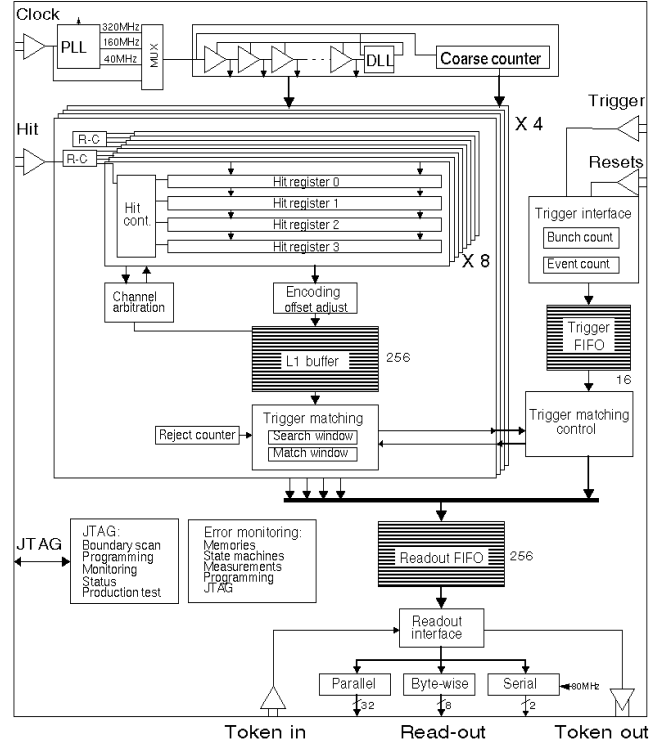 Clock
320MHz
160MHz
40MHz
PLL
MUX
DLL
Coarse counter
X 4
Trigger
Hit
R-C
R-C
Resets
Hit register 0
Hit register 1
Hit register 2
Hit register 3
Hit
cont.
X 8
Trigger interface
Bunch count
Event count
Channel
arbitration
Encoding
offset adjust
Trigger
FIFO
16
L1 buffer
256
Trigger matching
Search window
Match window
Reject counter
Trigger matching
control
JTAG
JTAG:
Boundary scan
Programming
Monitoring
Status
Production test
Error monitoring:
Memories
State machines
Measurements
Programming
JTAG
Readout FIFO
256
Readout
interface
Parallel
Byte-wise
Serial
80MHz
32
8
2
Token in
Read-out
Token out